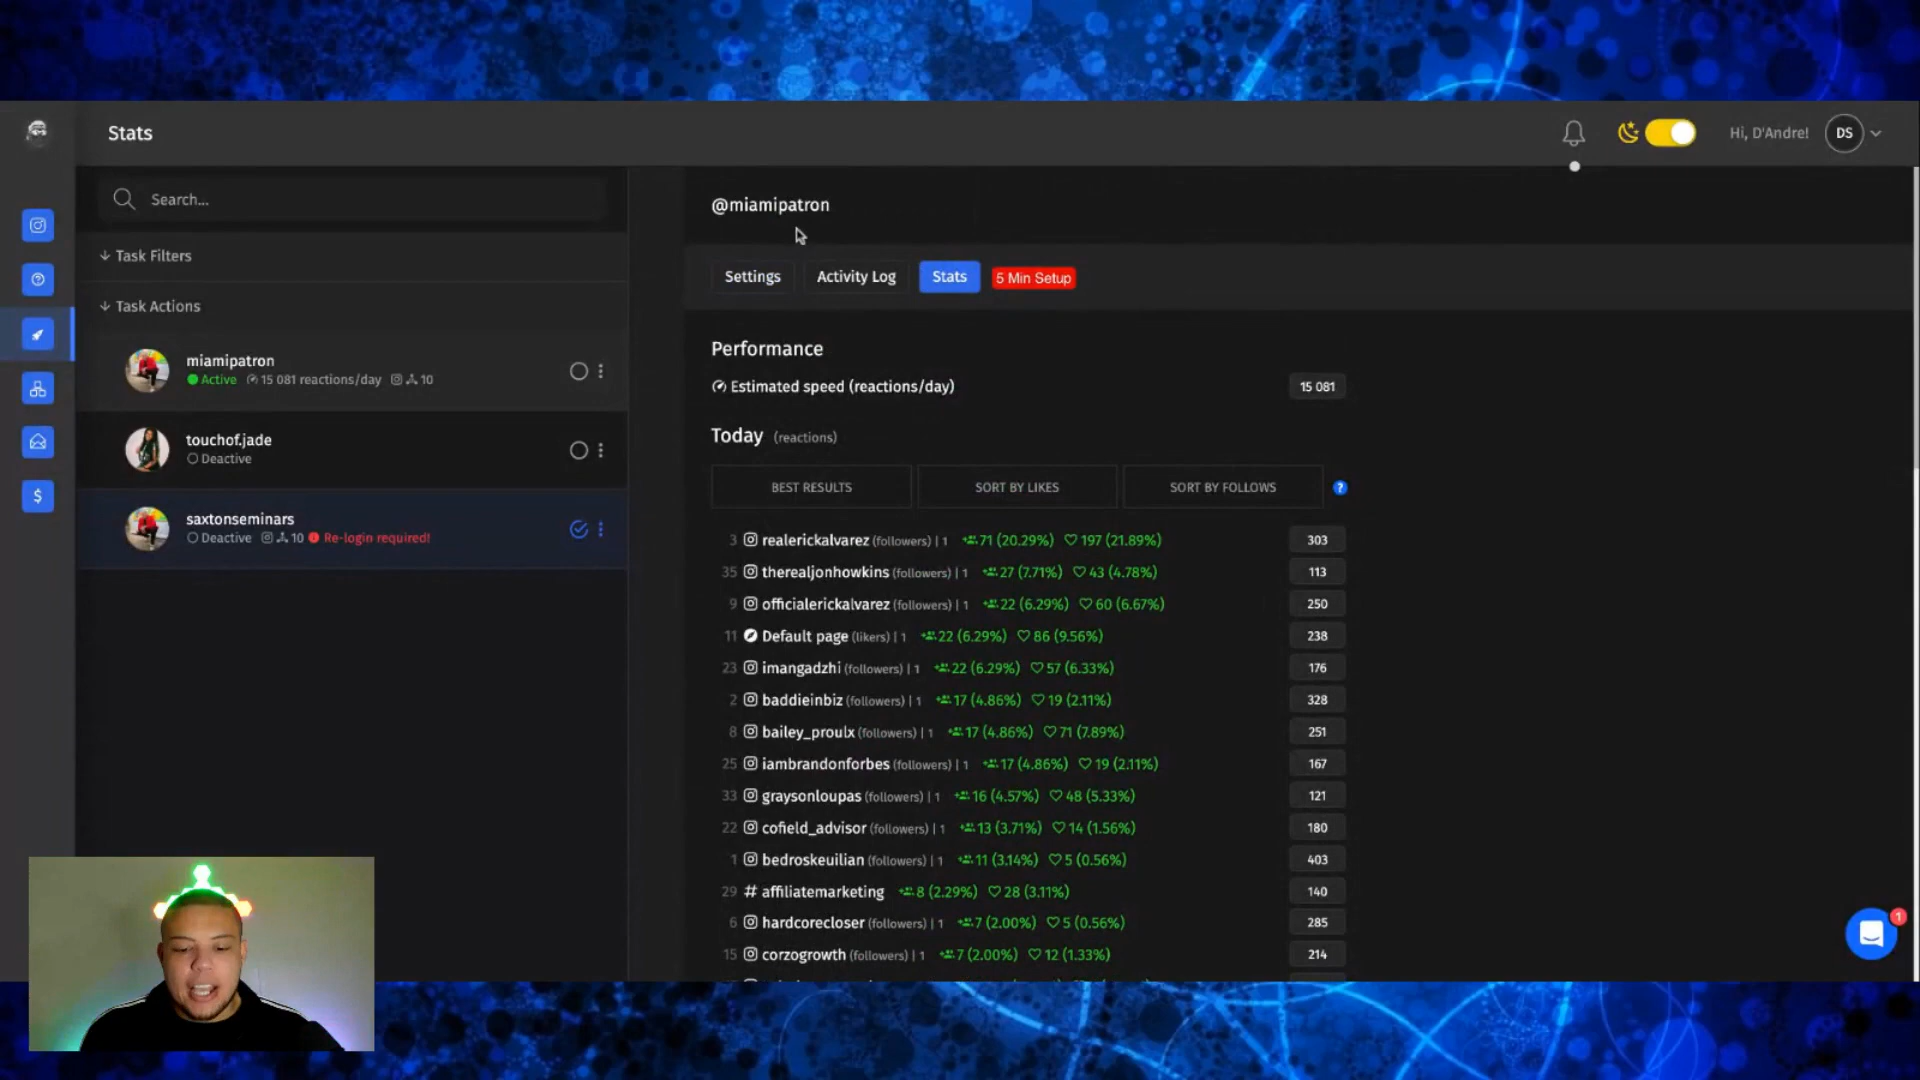 Stats
Hi, D'Andre!
DS
Search...
↓ Task Filters
↓ Task Actions
miamipatron
Active 15 081 reactions/day 10
touchof.jade
Deactive
saxtonseminars
Deactive 10 Re-login required!
$
@miamipatron
Settings Activity Log Stats 5 Min Setup
Performance
Estimated speed (reactions/day) 15 081
Today (reactions)
BEST RESULTS SORT BY LIKES SORT BY FOLLOWS ?
3 realerickalvarez (followers) | 1 71 (20.29%) 197 (21.89%) 303
35 therealjonhowkins (followers) | 1 27 (7.71%) 43 (4.78%) 113
9 officialerickalvarez (followers) | 1 22 (6.29%) 60 (6.67%) 250
11 Default page (likers) | 1 22 (6.29%) 86 (9.56%) 238
23 imangadzhi (followers) | 1 22 (6.29%) 57 (6.33%) 176
2 baddieinbiz (followers) | 1 17 (4.86%) 19 (2.11%) 328
8 bailey_proulx (followers) | 1 17 (4.86%) 71 (7.89%) 251
25 iambrandonforbes (followers) | 1 17 (4.86%) 19 (2.11%) 167
33 graysonloupas (followers) | 1 16 (4.57%) 48 (5.33%) 121
22 cofield_advisor (followers) | 1 13 (3.71%) 14 (1.56%) 180
1 bedroskeuilian (followers) | 1 11 (3.14%) 5 (0.56%) 403
29 # affiliatemarketing 8 (2.29%) 28 (3.11%) 140
6 hardcorecloser (followers) | 1 7 (2.00%) 5 (0.56%) 285
15 corzogrowth (followers) | 1 7 (2.00%) 12 (1.33%) 214
1